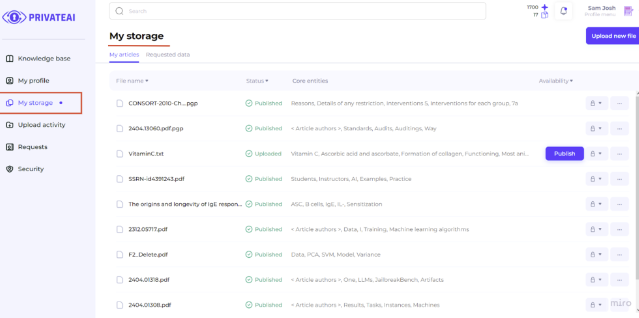 PRIVATEAI
Search
1700
17
Sam Josh
Profile menu
Knowledge base
My profile
My storage
Upload activity
Requests
Security
My storage
Upload new file
My articles Requested data
File name Status Core entities Availability
CONSORT-2010-Ch....pgp Published Reasons, Details of any restriction, Interventions 5, Interventions for each group, 7a
2404.13060.pdf.pgp Published < Article authors >, Standards, Audits, Auditings, Way
VitaminC.txt Uploaded Vitamin C, Ascorbic acid and ascorbate, Formation of collagen, Functioning, Most ani... Publish
SSRN-id4391243.pdf Published Students, Instructors, AI, Examples, Practice
The origins and longevity of IgE respon... Published ASC, B cells, IgE, IL-, Sensitization
2312.05717.pdf Published < Article authors >, Data, I, Training, Machine learning algorithms
F2_Delete.pdf Published Data, PCA, SVM, Model, Variance
2404.01318.pdf Published < Article authors >, One, LLMs, JailbreakBench, Artifacts
2404.01308.pdf Published < Article authors >, Results, Tasks, Instances, Machines
miro